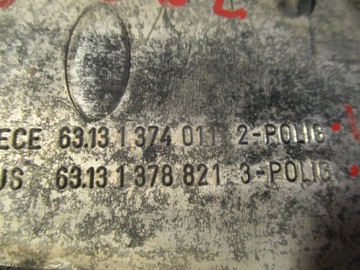 ECE 63.13 1 374 011 2-POLIG
US 63.13 1 378 821 3-POLIG